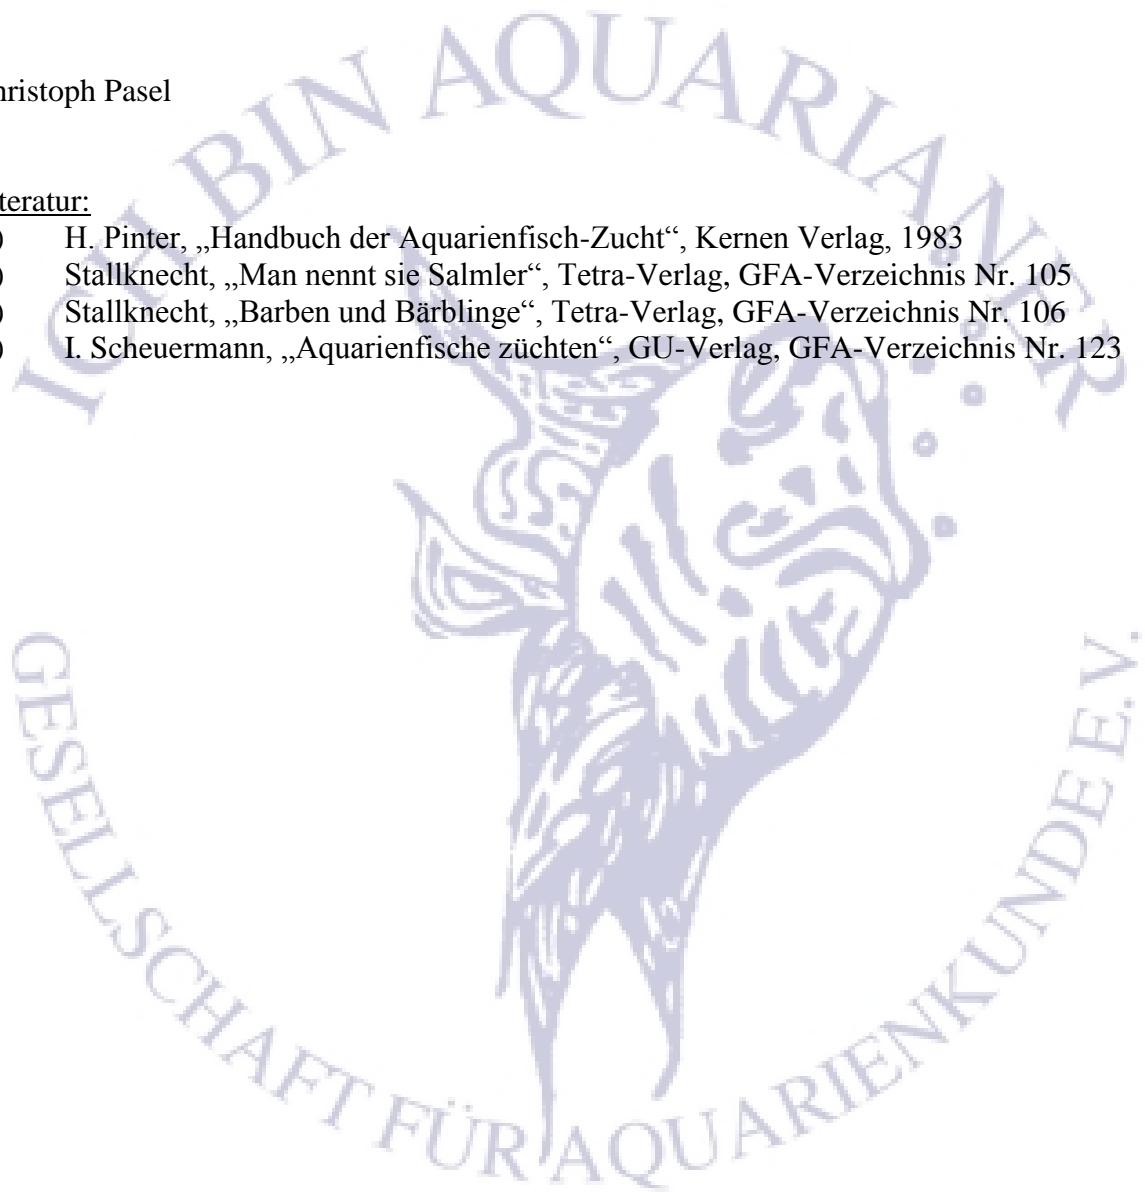 hristoph Pasel
teratur:
) H. Pinter, „Handbuch der Aquarienfisch-Zucht“, Kernen Verlag, 1983
) Stallknecht, „Man nennt sie Salmler“, Tetra-Verlag, GFA-Verzeichnis Nr. 105
) Stallknecht, „Barben und Bärblinge“, Tetra-Verlag, GFA-Verzeichnis Nr. 106
) I. Scheuermann, „Aquarienfische züchten“, GU-Verlag, GFA-Verzeichnis Nr. 123
ICH BIN AQUARIANER
GESELLSCHAFT FÜR AQUARIENKUNDE E.V.